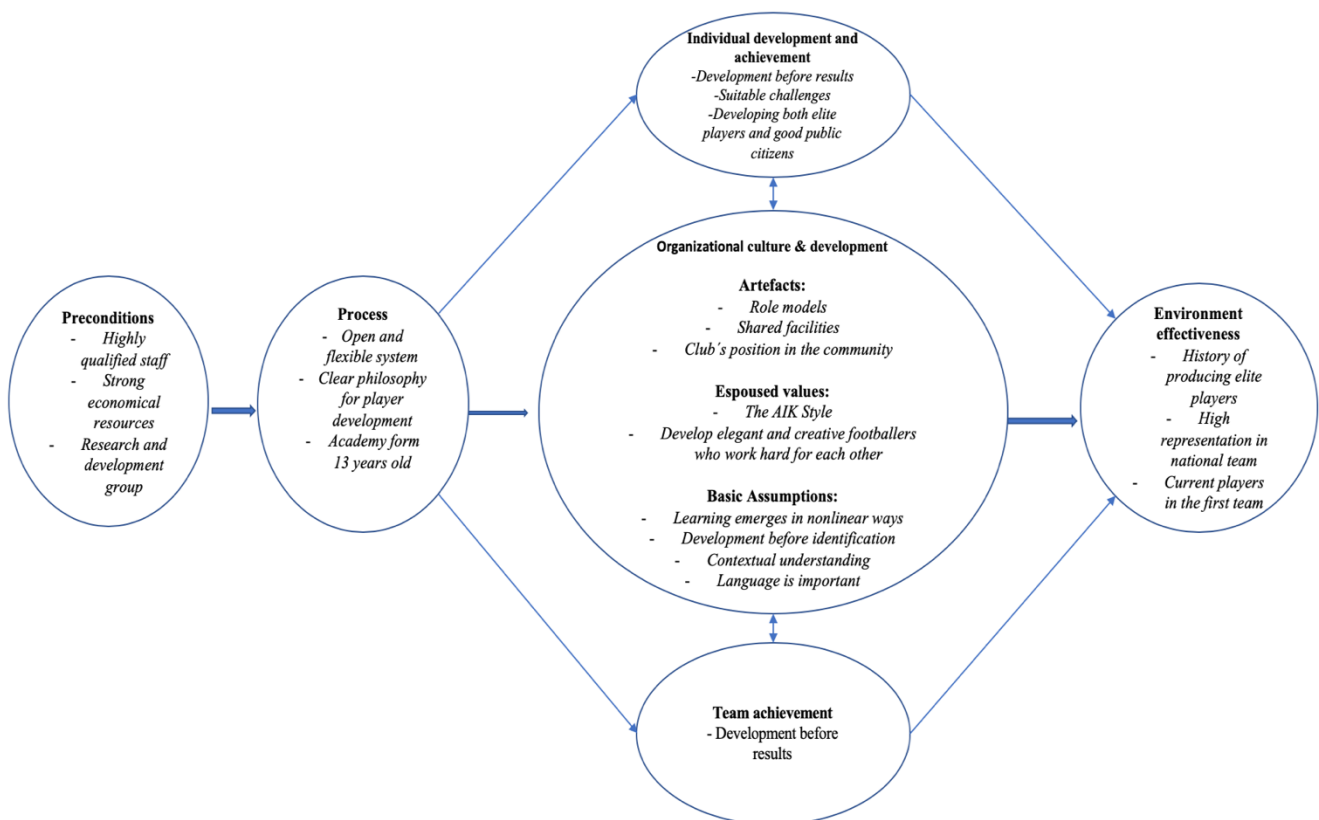 Preconditions
- Highly
qualified staff
- Strong
economical
resources
- Research and
development
group
Process
- Open and
flexible system
- Clear philosophy
for player
development
- Academy form
13 years old
Individual development and
achievement
-Development before results
-Suitable challenges
-Developing both elite
players and good public
citizens
Organizational culture & development
Artefacts:
- Role models
- Shared facilities
- Club´s position in the community
Espoused values:
- The AIK Style
- Develop elegant and creative footballers
who work hard for each other
Basic Assumptions:
- Learning emerges in nonlinear ways
- Development before identification
- Contextual understanding
- Language is important
Team achievement
- Development before
results
Environment
effectiveness
- History of
producing elite
players
- High
representation in
national team
- Current players
in the first team